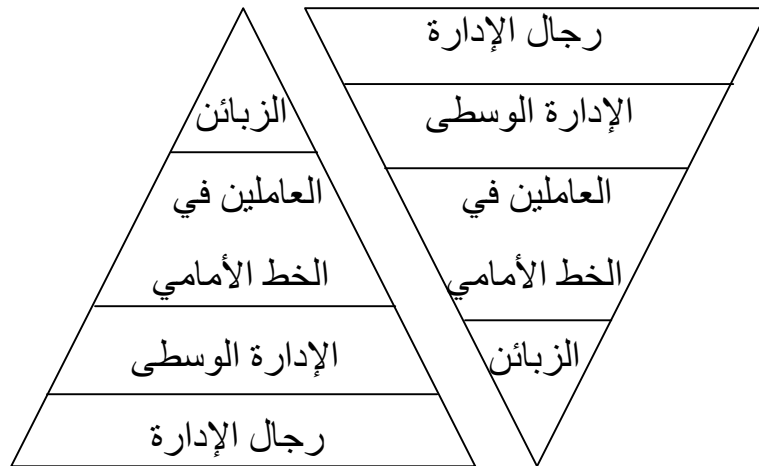 رجال الإدارة
الإدارة الوسطى
العاملين في
الخط الأمامي
الزبائن
الزبائن
العاملين في
الخط الأمامي
الإدارة الوسطى
رجال الإدارة